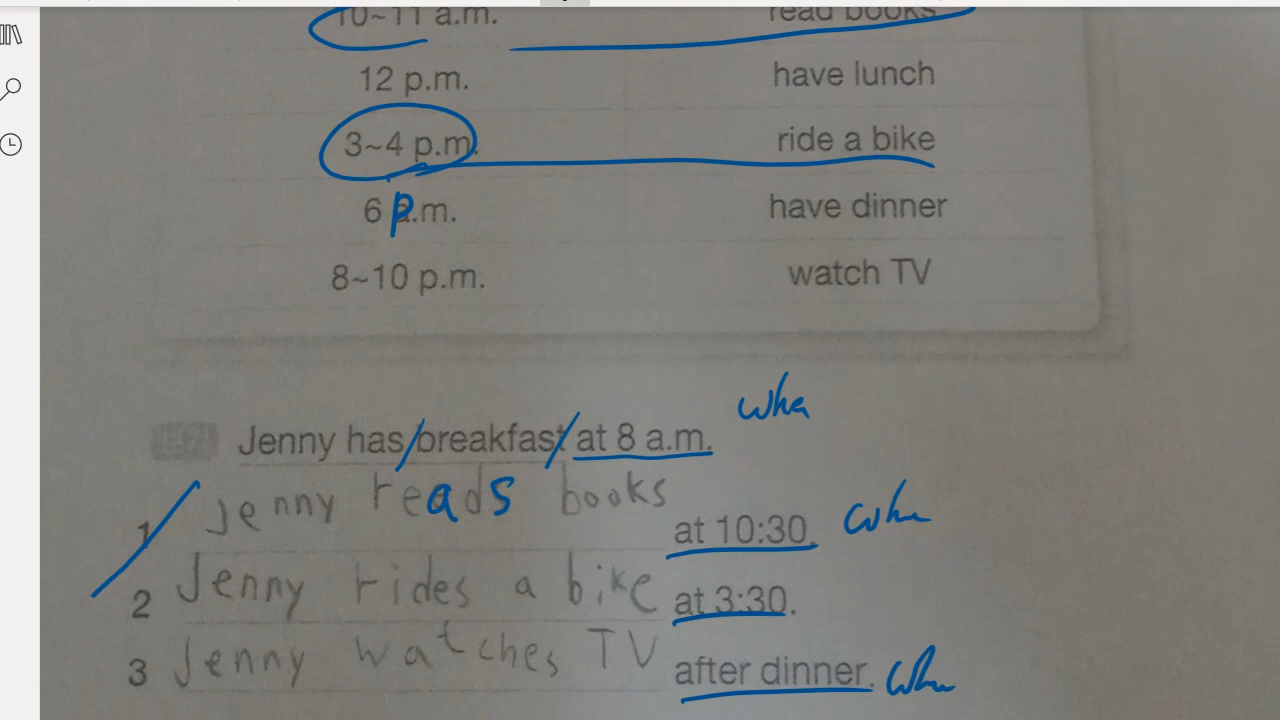 10~11 a.m. read books
12 p.m. have lunch
3~4 p.m. ride a bike
6 p.m. have dinner
8~10 p.m. watch TV
보기 Jenny has/breakfast/at 8 a.m.
1 Jenny reads books at 10:30.
2 Jenny rides a bike at 3:30.
3 Jenny watches TV after dinner.